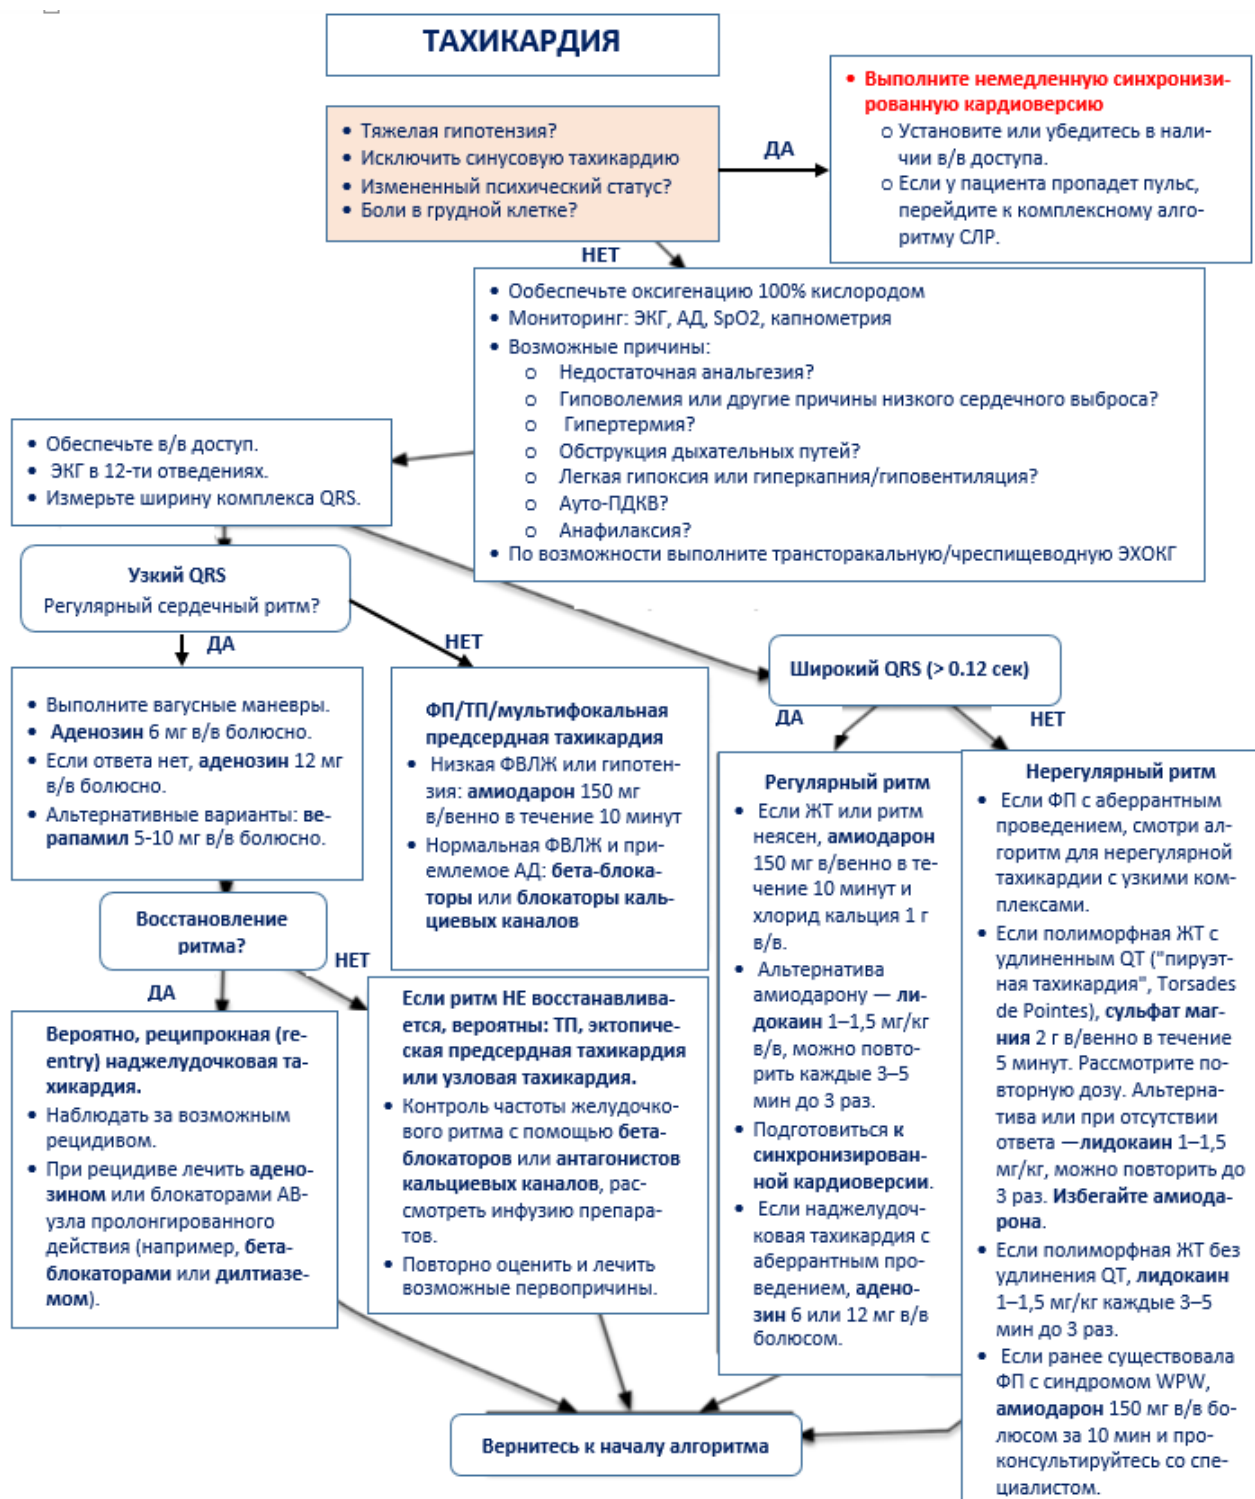 ТАХИКАРДИЯ
• Выполните немедленную синхронизи-
рованную кардиоверсию
o Установите или убедитесь в нали-
чии в/в доступа.
o Если у пациента пропадет пульс,
перейдите к комплексному алго-
ритму СЛР.
• Тяжелая гипотензия?
• Исключить синусовую тахикардию
• Измененный психический статус?
• Боли в грудной клетке?
ДА
НЕТ
• Ообеспечьте оксигенацию 100% кислородом
• Мониторинг: ЭКГ, АД, SpO2, капнометрия
• Возможные причины:
o Недостаточная анальгезия?
o Гиповолемия или другие причины низкого сердечного выброса?
o Гипертермия?
o Обструкция дыхательных путей?
o Легкая гипоксия или гиперкапния/гиповентиляция?
o Ауто-ПДКВ?
o Анафилаксия?
• По возможности выполните трансторакальную/чреспищеводную ЭХОКГ
• Обеспечьте в/в доступ.
• ЭКГ в 12-ти отведениях.
• Измерьте ширину комплекса QRS.
Узкий QRS
Регулярный сердечный ритм?
ДА
НЕТ
Широкий QRS (> 0.12 сек)
ДА
НЕТ
• Выполните вагусные маневры.
• Аденозин 6 мг в/в болюсно.
• Если ответа нет, аденозин 12 мг
в/в болюсно.
• Альтернативные варианты: ве-
рапамил 5-10 мг в/в болюсно.
ФП/ТП/мультифокальная
предсердная тахикардия
• Низкая ФВЛЖ или гипотен-
зия: амиодарон 150 мг
в/венно в течение 10 минут
• Нормальная ФВЛЖ и при-
емлемое АД: бета-блока-
торы или блокаторы каль-
циевых каналов
Регулярный ритм
• Если ЖТ или ритм
неясен, амиодарон
150 мг в/венно в те-
чение 10 минут и
хлорид кальция 1 г
в/в.
• Альтернатива
амиодарону — ли-
докаин 1–1,5 мг/кг
в/в, можно повто-
рить каждые 3–5
мин до 3 раз.
• Подготовиться к
синхронизирован-
ной кардиоверсии.
• Если наджелудоч-
ковая тахикардия с
аберрантным про-
ведением, адено-
зин 6 или 12 мг в/в
болюсом.
Нерегулярный ритм
• Если ФП с аберрантным
проведением, смотри ал-
горитм для нерегулярной
тахикардии с узкими ком-
плексами.
• Если полиморфная ЖТ с
удлиненным QT ("пируэт-
ная тахикардия", Torsades
de Pointes), сульфат маг-
ния 2 г в/венно в течение
5 минут. Рассмотрите по-
вторную дозу. Альтерна-
тива или при отсутствии
ответа —лидокаин 1–1,5
мг/кг, можно повторить до
3 раз. Избегайте амиода-
рона.
• Если полиморфная ЖТ без
удлинения QT, лидокаин
1–1,5 мг/кг каждые 3–5
мин до 3 раз.
• Если ранее существовала
ФП с синдромом WPW,
амиодарон 150 мг в/в бо-
люсом за 10 мин и про-
консультируйтесь со спе-
циалистом.
Восстановление
ритма?
ДА
НЕТ
Вероятно, реципрокная (re-
entry) наджелудочковая та-
хикардия.
• Наблюдать за возможным
рецидивом.
• При рецидиве лечить адено-
зином или блокаторами АВ-
узла пролонгированного
действия (например, бета-
блокаторами или дилтиазе-
мом).
Если ритм НЕ восстанавлива-
ется, вероятны: ТП, эктопиче-
ская предсердная тахикардия
или узловая тахикардия.
• Контроль частоты желудочко-
вого ритма с помощью бета-
блокаторов или антагонистов
кальциевых каналов, рас-
смотреть инфузию препара-
тов.
• Повторно оценить и лечить
возможные первопричины.
Вернитесь к началу алгоритма